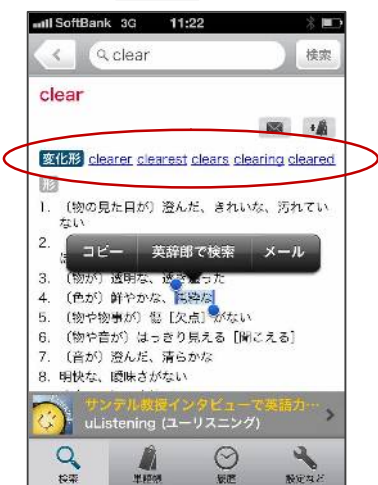 SoftBank 3G 11:22
clear 検索
clear
変化形 clearer clearest clears clearing cleared
形
1. (物の見た目が) 澄んだ、きれいな、汚れていない
2.
コピー 英辞郎で検索 メール
3. (物が) 透明な、透き通った
4. (色が) 鮮やかな、純粋な
5. (物や物事が) 傷 [欠点] がない
6. (物や音が) はっきり見える [聞こえる]
7. (音が) 澄んだ、清らかな
8. 明快な、曖昧さがない
サンデル教授インタビューで英語力…
uListening (ユーリスニング)
検索 単語帳 履歴 設定など